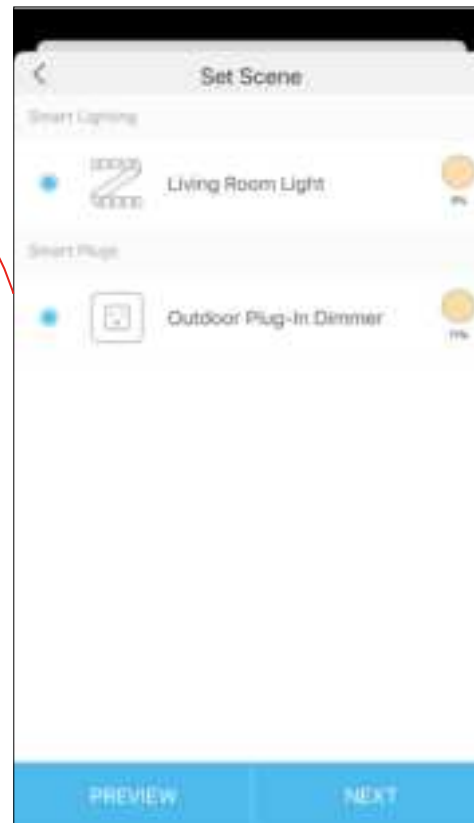 Set Scene
Smart Lighting
Living Room Light
Smart Plugs
Outdoor Plug-In Dimmer
PREVIEW
NEXT